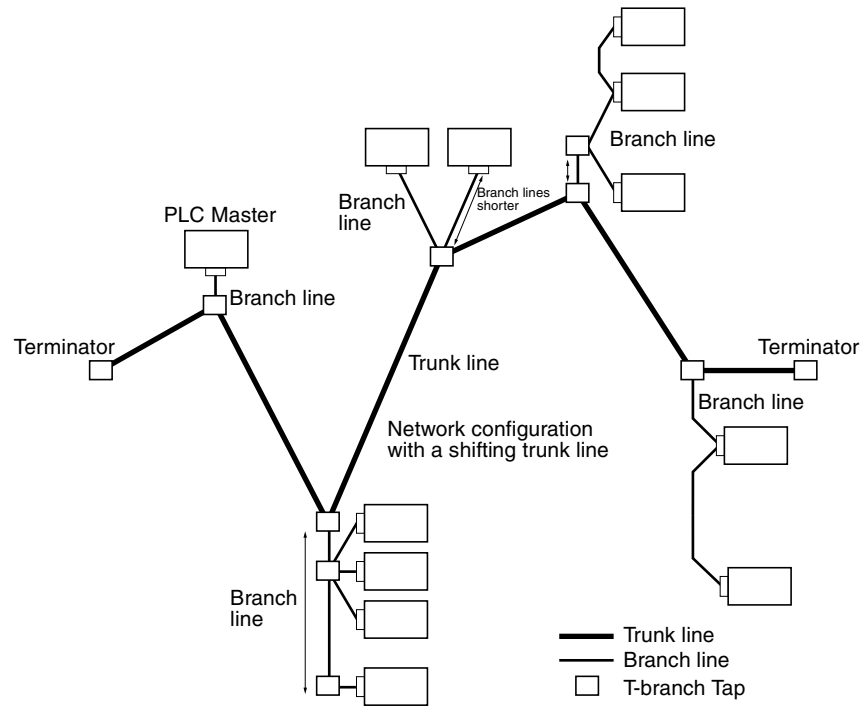 Branch line
Branch
line
Branch lines
shorter
PLC Master
Branch line
Terminator
Terminator
Trunk line
Branch line
Network configuration
with a shifting trunk line
Branch
line
Trunk line
Branch line
T-branch Tap